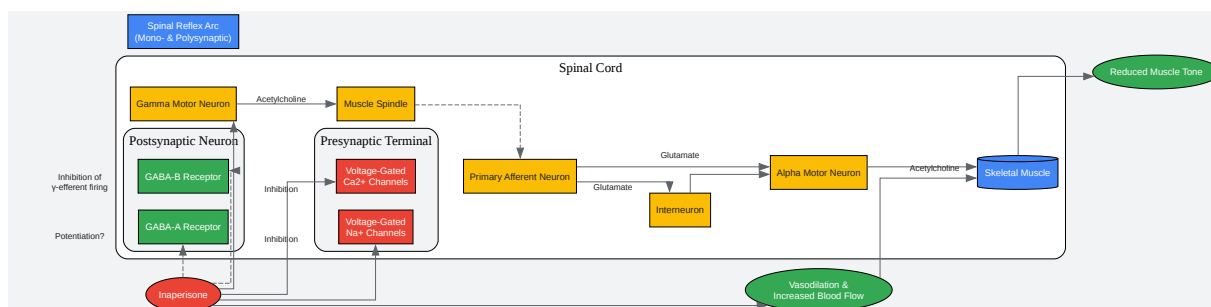 Spinal Reflex Arc
(Mono- & Polysynaptic)
Spinal Cord
Reduced Muscle Tone
Gamma Motor Neuron
Acetylcholine
Muscle Spindle
Postsynaptic Neuron
Presynaptic Terminal
GABA-B Receptor
Voltage-Gated
Ca2+ Channels
Inhibition of
γ-efferent firing
Inhibition
Primary Afferent Neuron
Glutamate
Glutamate
Interneuron
Alpha Motor Neuron
Acetylcholine
Skeletal Muscle
GABA-A Receptor
Voltage-Gated
Na+ Channels
Potentiation?
Inhibition
Inaperisone
Vasodilation &
Increased Blood Flow